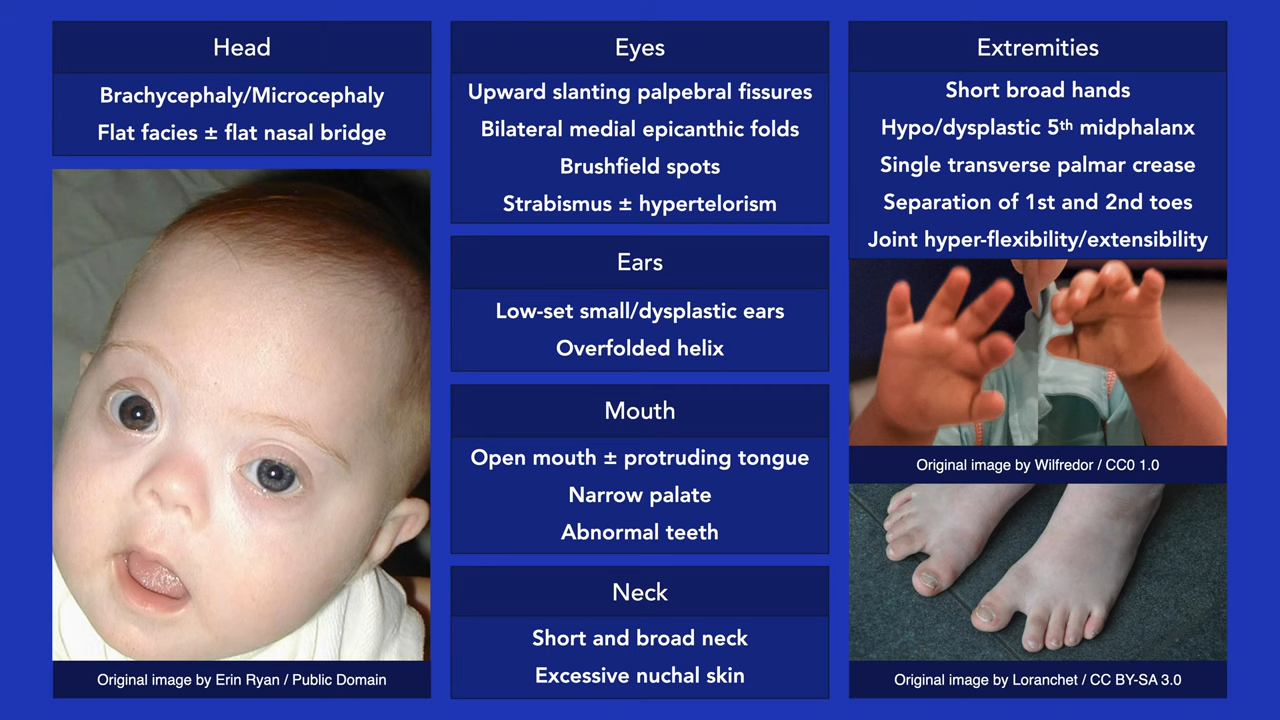 Head
Brachycephaly/Microcephaly
Flat facies ± flat nasal bridge
Original image by Erin Ryan / Public Domain
Eyes
Upward slanting palpebral fissures
Bilateral medial epicanthic folds
Brushfield spots
Strabismus ± hypertelorism
Ears
Low-set small/dysplastic ears
Overfolded helix
Mouth
Open mouth ± protruding tongue
Narrow palate
Abnormal teeth
Neck
Short and broad neck
Excessive nuchal skin
Extremities
Short broad hands
Hypo/dysplastic 5th midphalanx
Single transverse palmar crease
Separation of 1st and 2nd toes
Joint hyper-flexibility/extensibility
Original image by Wilfredor / CC0 1.0
Original image by Loranchet / CC BY-SA 3.0